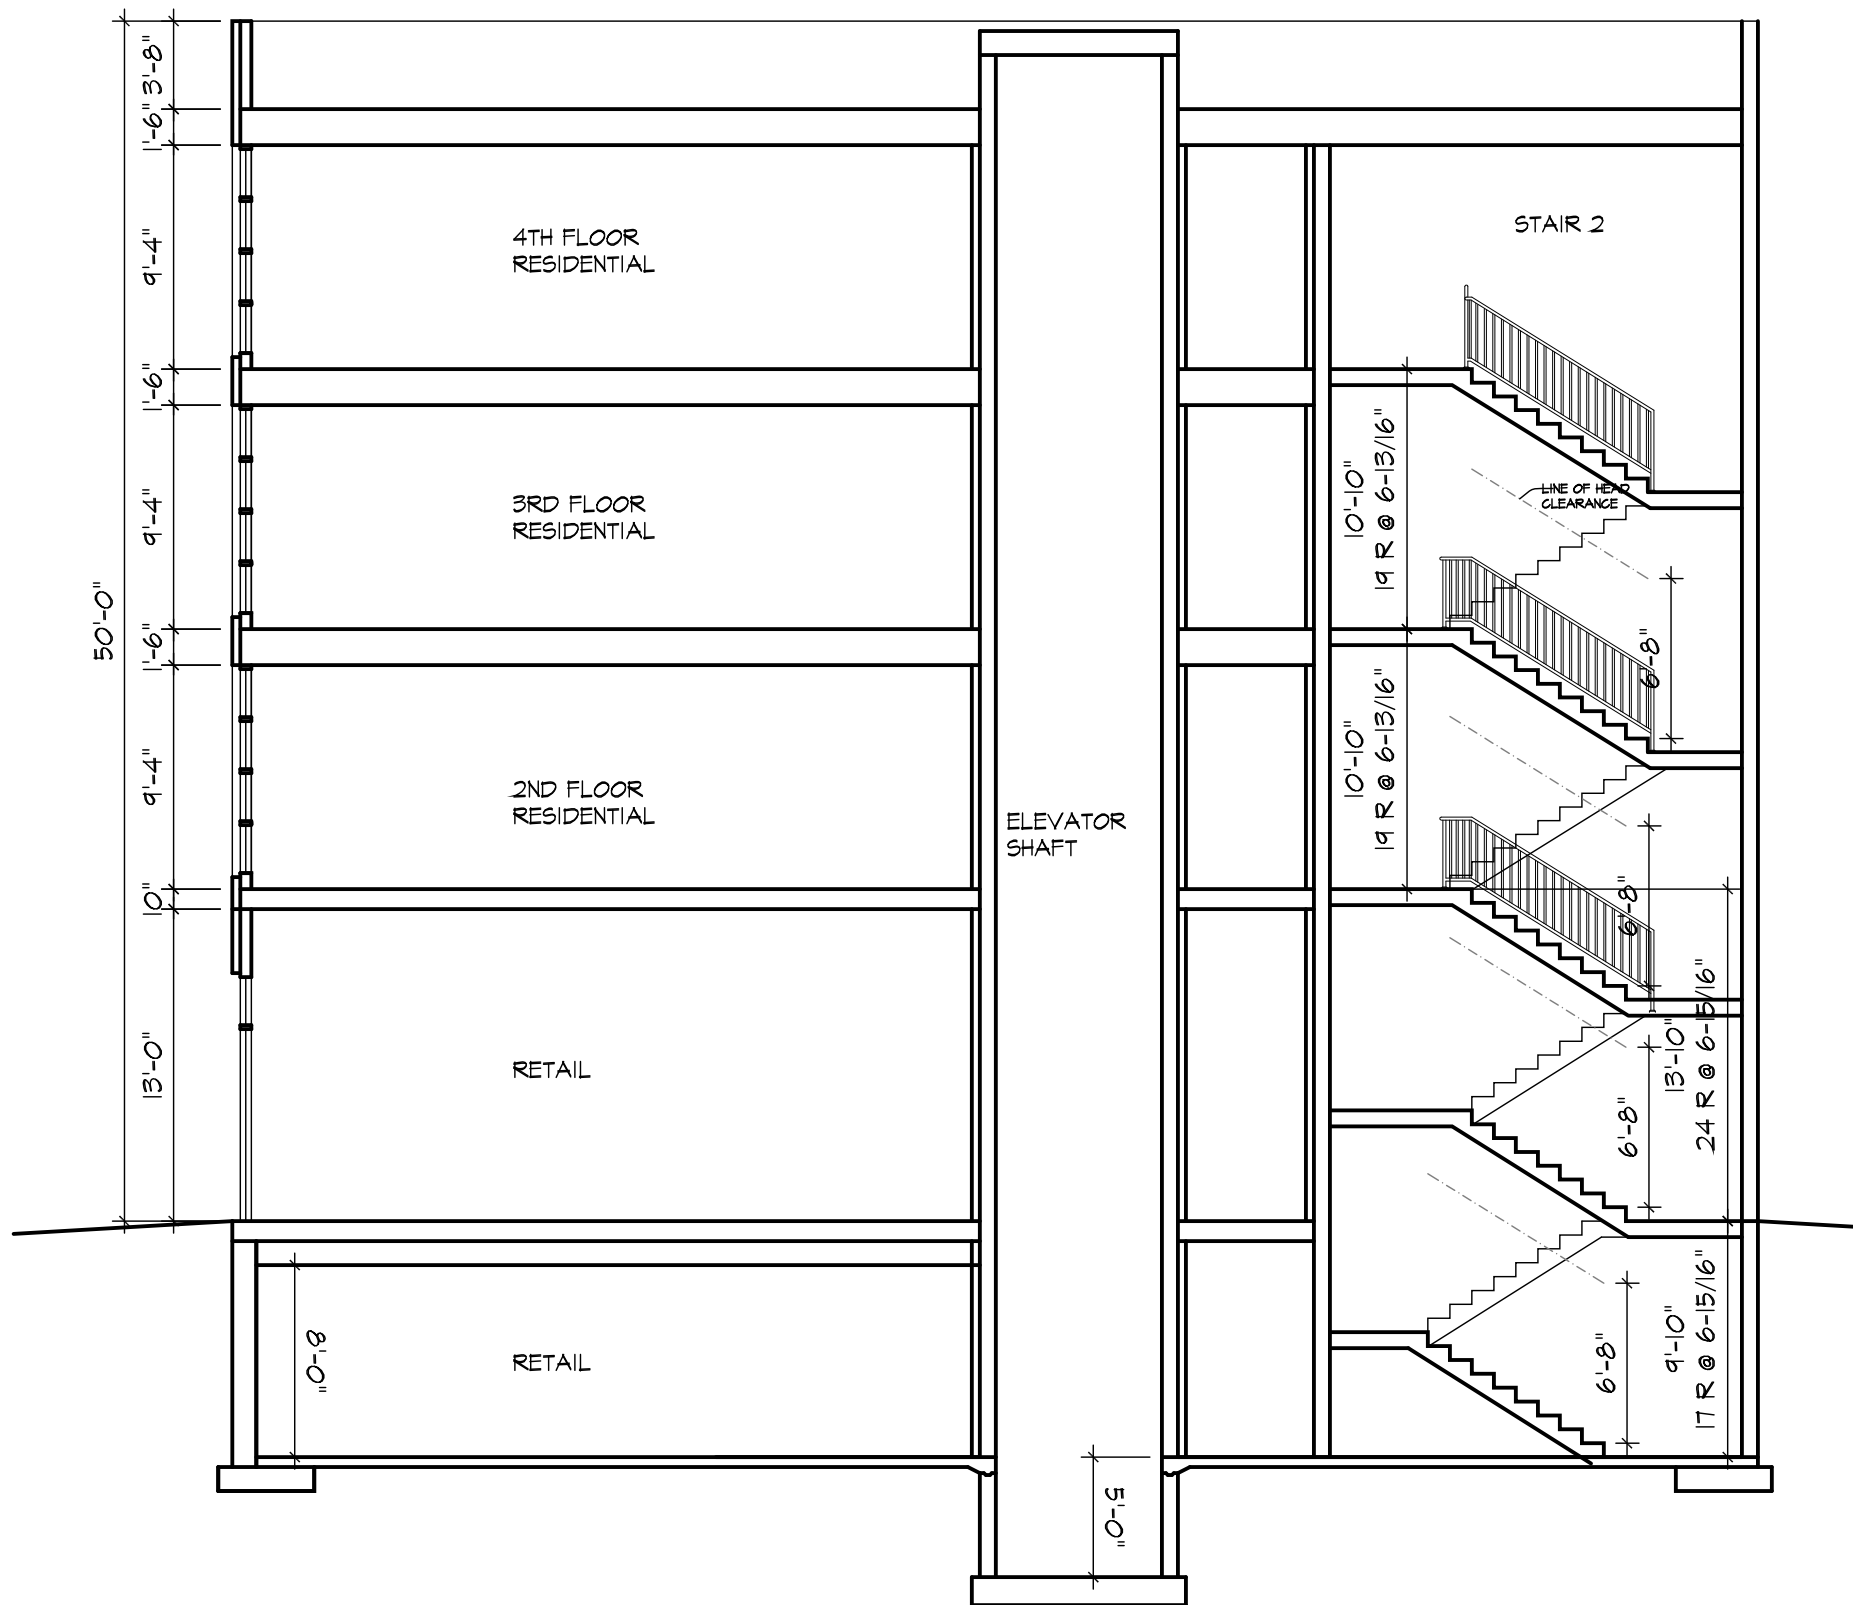 3'-8"
1'-6"
9'-4"
1'-6"
9'-4"
1'-6"
9'-4"
10"
13'-0"
50'-0"
4TH FLOOR
RESIDENTIAL
3RD FLOOR
RESIDENTIAL
2ND FLOOR
RESIDENTIAL
RETAIL
RETAIL
8'-0"
ELEVATOR
SHAFT
5'-0"
STAIR 2
LINE OF HEAD
CLEARANCE
10'-10"
19 R @ 6-13/16"
10'-10"
19 R @ 6-13/16"
6'-8"
6'-8"
6'-8"
13'-10"
24 R @ 6-15/16"
6'-8"
9'-10"
17 R @ 6-15/16"